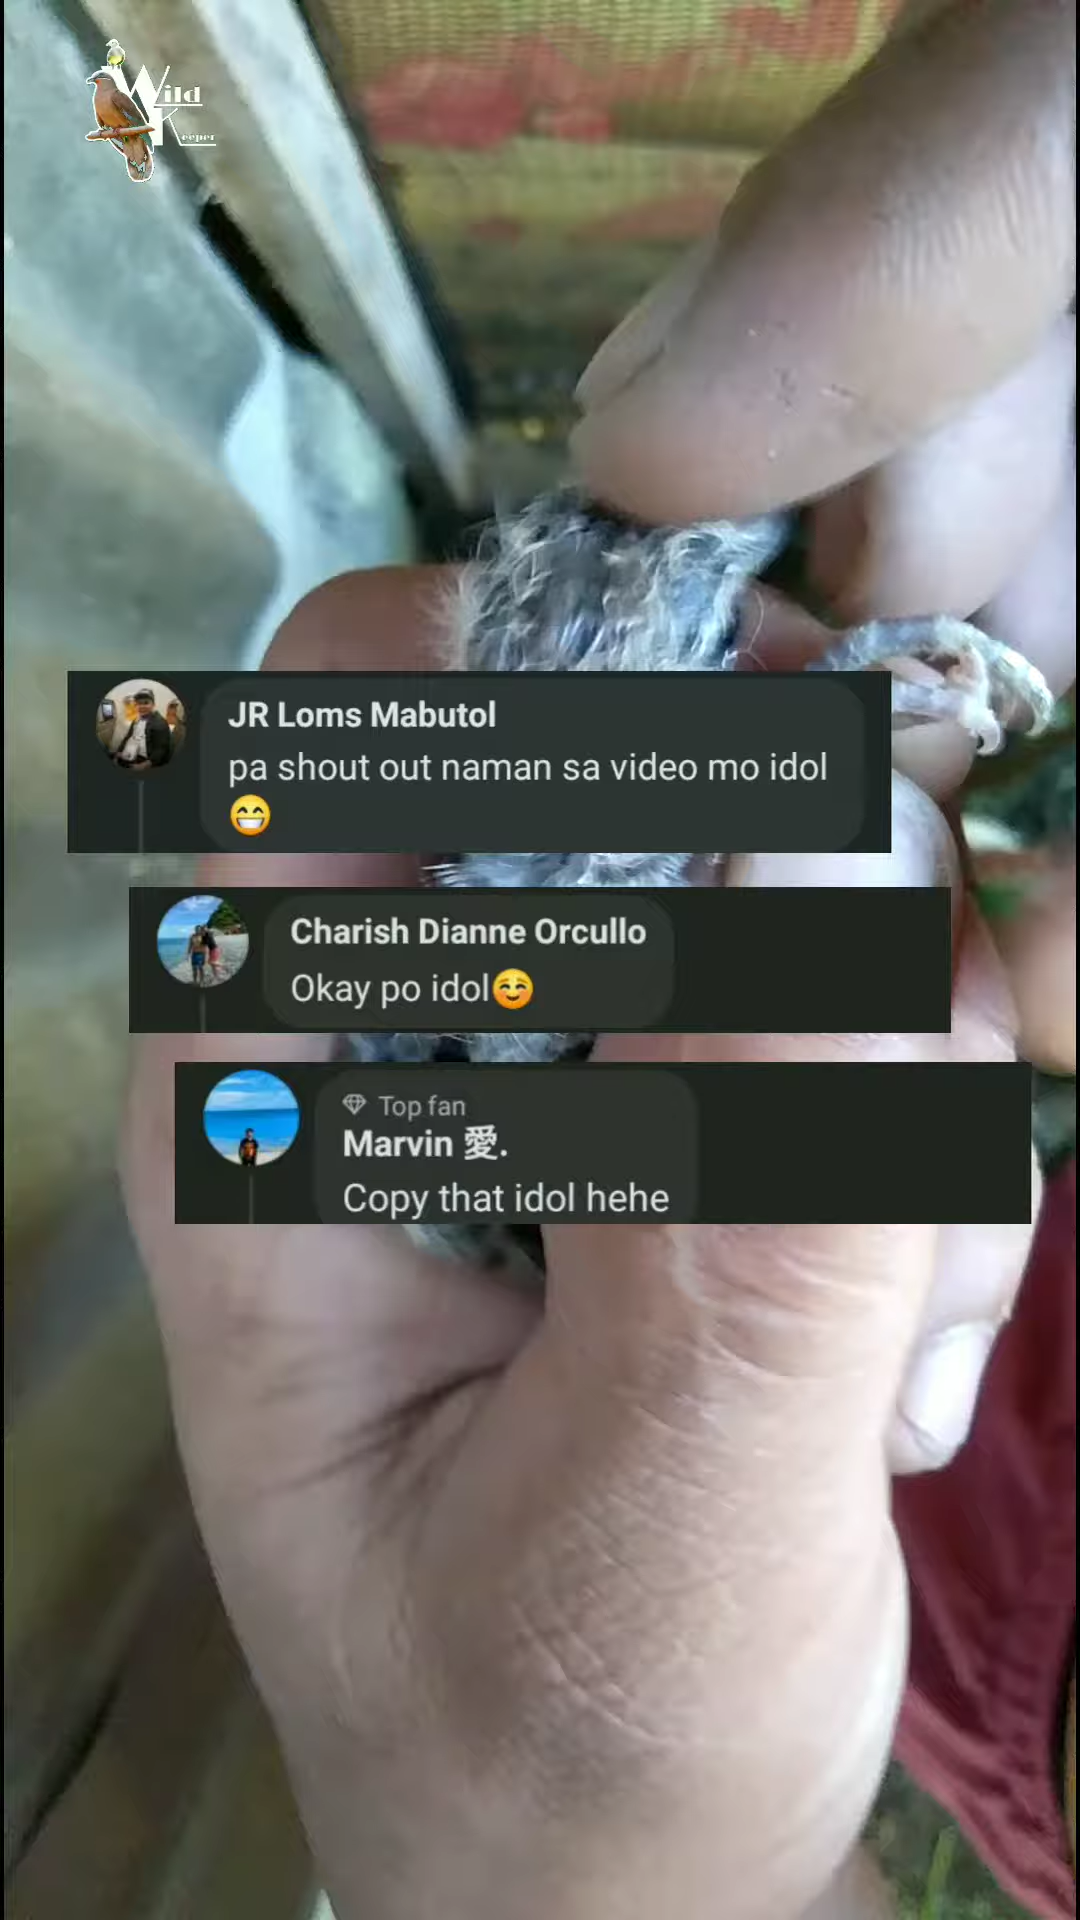 Wild
Keeper
JR Loms Mabutol
pa shout out naman sa video mo idol
😁
Charish Dianne Orcullo
Okay po idol☺️
Top fan
Marvin 愛.
Copy that idol hehe